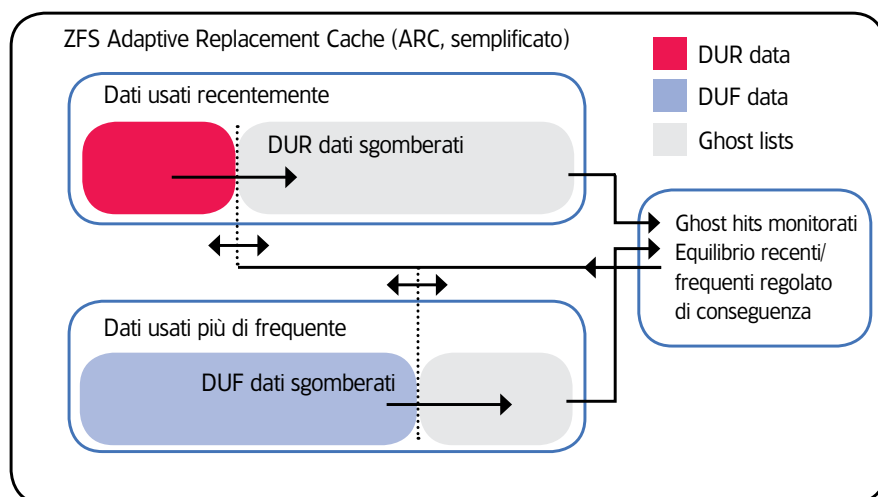 ZFS Adaptive Replacement Cache (ARC, semplificato)
DUR data
DUF data
Ghost lists
Dati usati recentemente
DUR dati sgomberati
Ghost hits monitorati
Equilibrio recenti/
frequenti regolato
di conseguenza
Dati usati più di frequente
DUF dati sgomberati